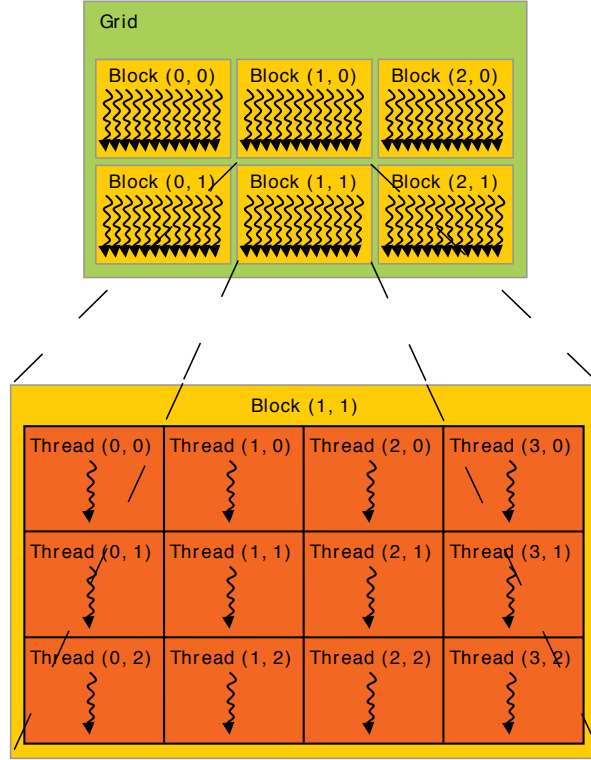 Grid
Block (0, 0) Block (1, 0) Block (2, 0)
Block (0, 1) Block (1, 1) Block (2, 1)
Block (1, 1)
Thread (0, 0) Thread (1, 0) Thread (2, 0) Thread (3, 0)
Thread (0, 1) Thread (1, 1) Thread (2, 1) Thread (3, 1)
Thread (0, 2) Thread (1, 2) Thread (2, 2) Thread (3, 2)